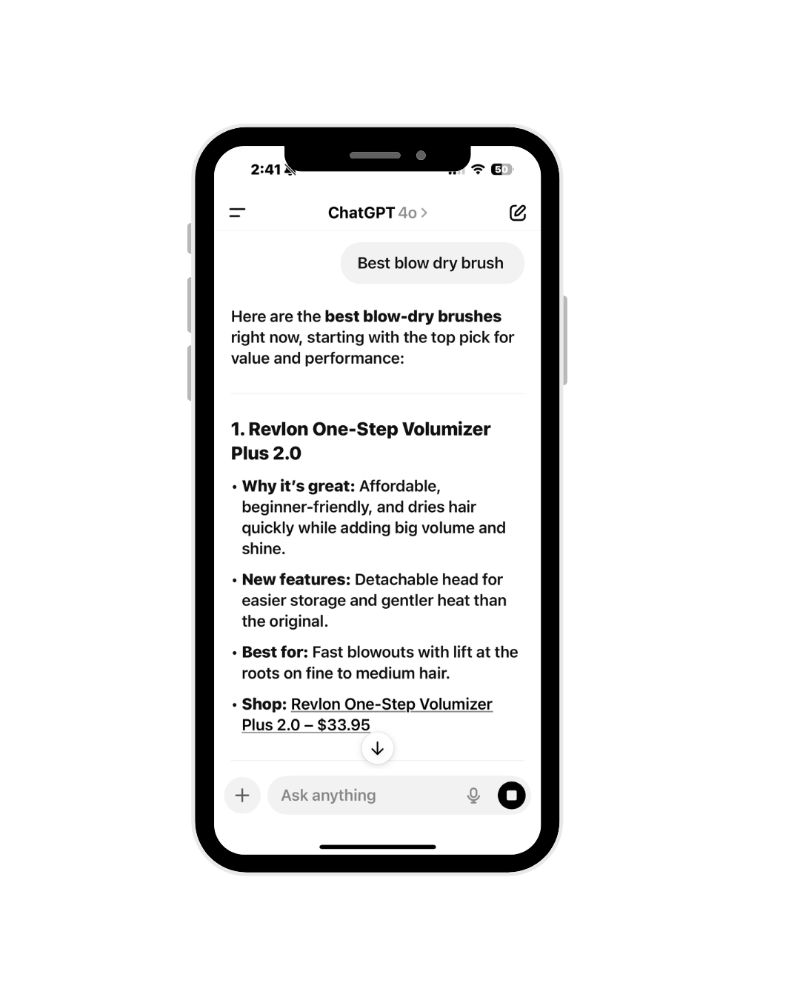 2:41
50
ChatGPT 4o >
Best blow dry brush
Here are the best blow-dry brushes
right now, starting with the top pick for
value and performance:
1. Revlon One-Step Volumizer
Plus 2.0
• Why it’s great: Affordable,
beginner-friendly, and dries hair
quickly while adding big volume and
shine.
• New features: Detachable head for
easier storage and gentler heat than
the original.
• Best for: Fast blowouts with lift at the
roots on fine to medium hair.
• Shop: Revlon One-Step Volumizer
Plus 2.0 – $33.95
Ask anything